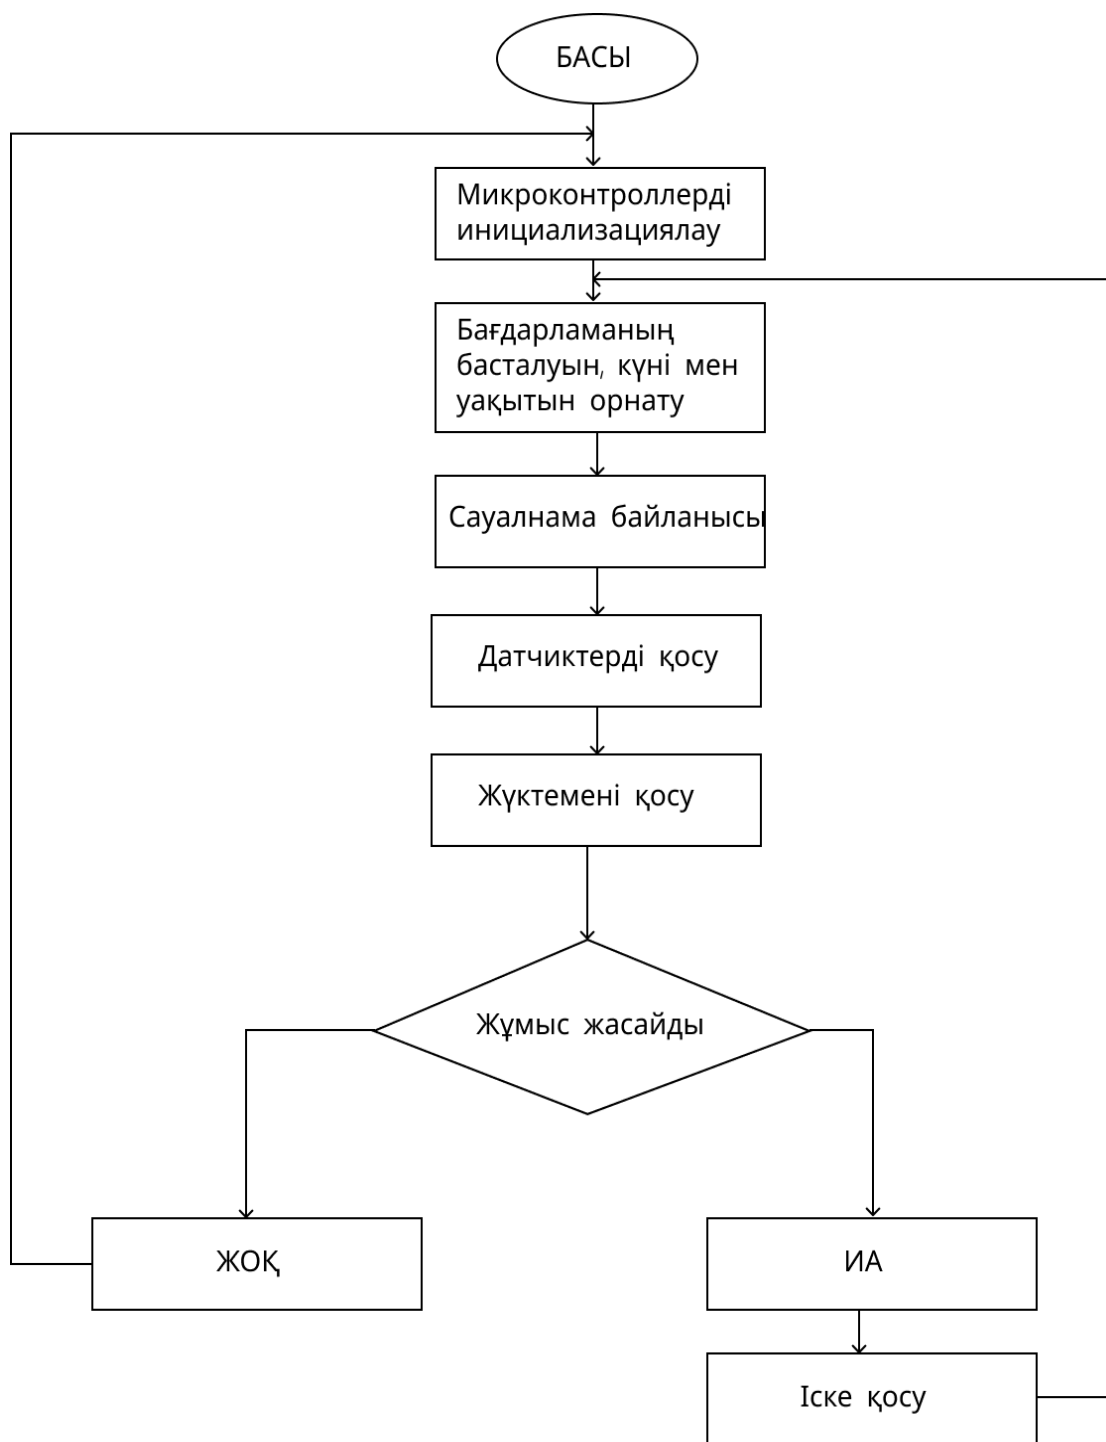 БАСЫ
Микроконтроллерді
инициализациялау
Бағдарламаның
басталуын, күні мен
уақытын орнату
Сауалнама байланысы
Датчиктерді қосу
Жүктемені қосу
Жұмыс жасайды
ЖОҚ
ИА
Іске қосу